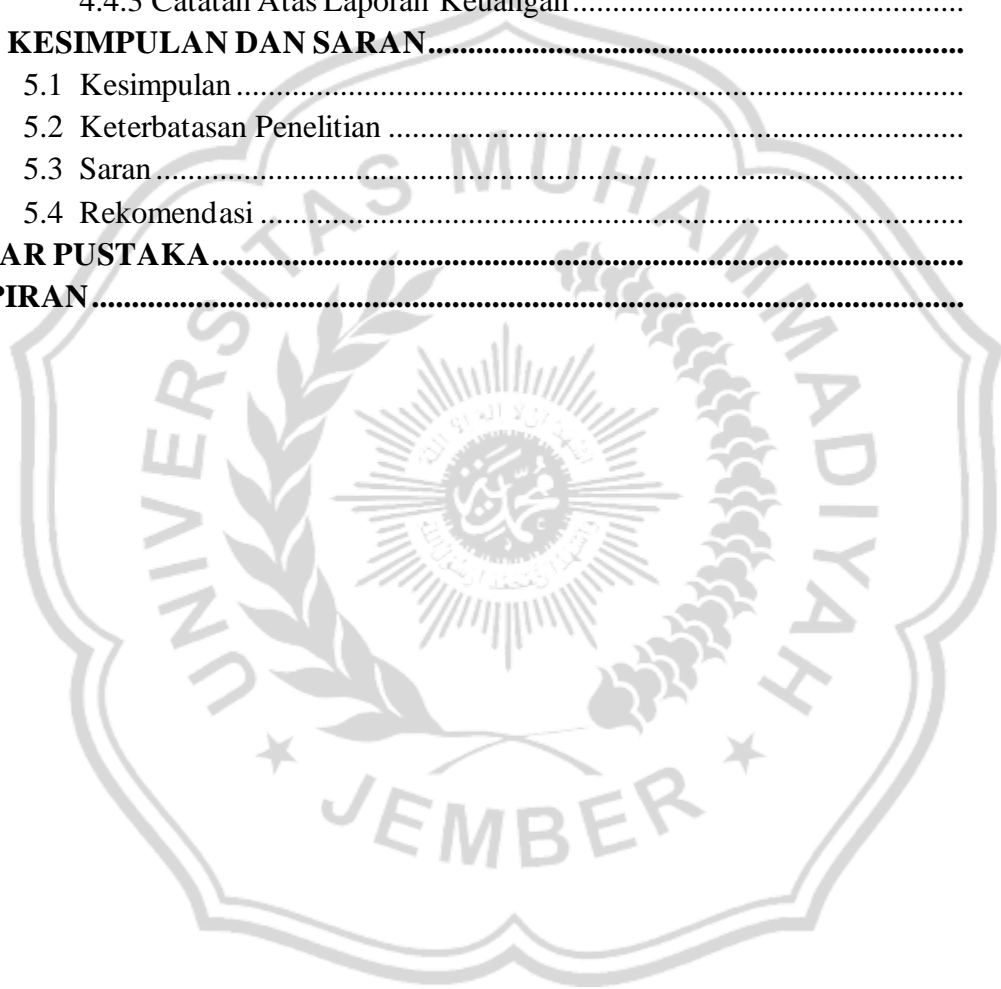 4.4.3 Catatan Atas Laporan Keuangan........................................................
KESIMPULAN DAN SARAN...................................................................
5.1 Kesimpulan...........................................................................................
5.2 Keterbatasan Penelitian........................................................................
5.3 Saran.....................................................................................................
5.4 Rekomendasi........................................................................................
AR PUSTAKA..............................................................................................
PIRAN.............................................................................................................
UNIVERSITAS MUHAMMADIYAH
JEMBER